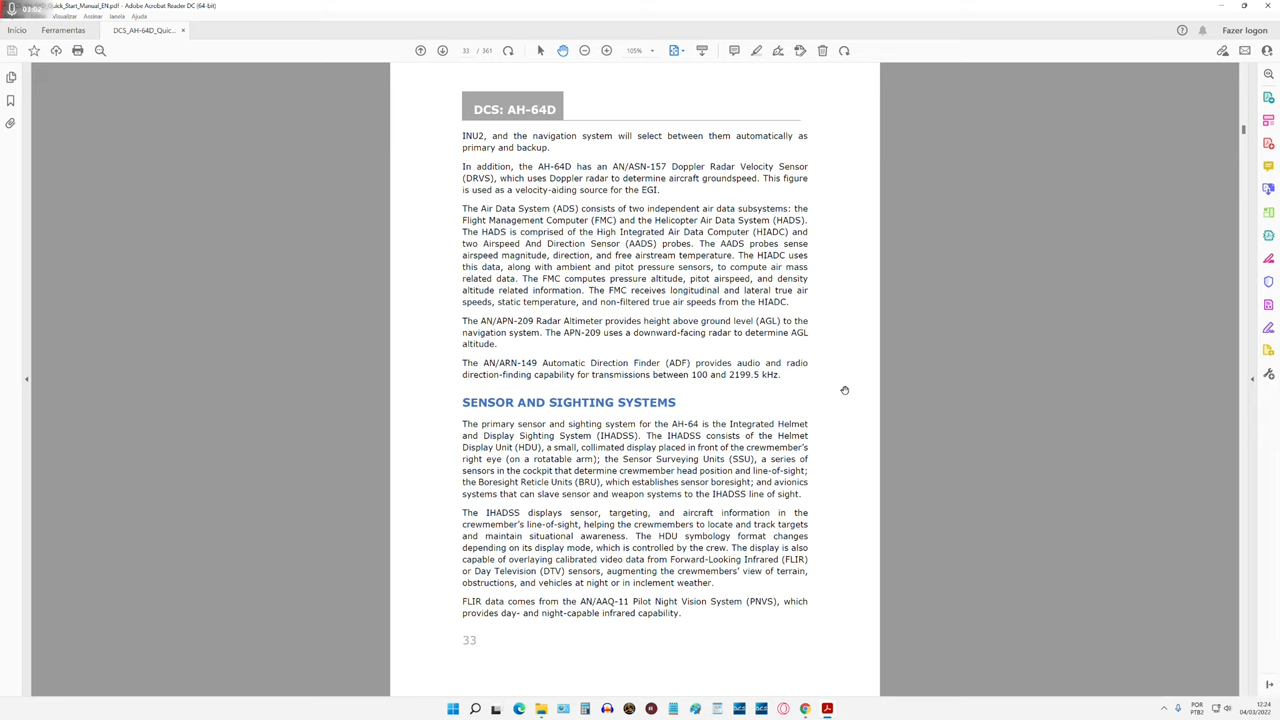 03:02
_Quick_Start_Manual_EN.pdf - Adobe Acrobat Reader DC (64-bit)
Visualizar Assinar Janela Ajuda
Início Ferramentas DCS_AH-64D_Quic... × Fazer logon
33 / 361 105%
DCS: AH-64D
INU2, and the navigation system will select between them automatically as
primary and backup.
In addition, the AH-64D has an AN/ASN-157 Doppler Radar Velocity Sensor
(DRVS), which uses Doppler radar to determine aircraft groundspeed. This figure
is used as a velocity-aiding source for the EGI.
The Air Data System (ADS) consists of two independent air data subsystems: the
Flight Management Computer (FMC) and the Helicopter Air Data System (HADS).
The HADS is comprised of the High Integrated Air Data Computer (HIADC) and
two Airspeed And Direction Sensor (AADS) probes. The AADS probes sense
airspeed magnitude, direction, and free airstream temperature. The HIADC uses
this data, along with ambient and pitot pressure sensors, to compute air mass
related data. The FMC computes pressure altitude, pitot airspeed, and density
altitude related information. The FMC receives longitudinal and lateral true air
speeds, static temperature, and non-filtered true air speeds from the HIADC.
The AN/APN-209 Radar Altimeter provides height above ground level (AGL) to the
navigation system. The APN-209 uses a downward-facing radar to determine AGL
altitude.
The AN/ARN-149 Automatic Direction Finder (ADF) provides audio and radio
direction-finding capability for transmissions between 100 and 2199.5 kHz.
SENSOR AND SIGHTING SYSTEMS
The primary sensor and sighting system for the AH-64 is the Integrated Helmet
and Display Sighting System (IHADSS). The IHADSS consists of the Helmet
Display Unit (HDU), a small, collimated display placed in front of the crewmember's
right eye (on a rotatable arm); the Sensor Surveying Units (SSU), a series of
sensors in the cockpit that determine crewmember head position and line-of-sight;
the Boresight Reticle Units (BRU), which establishes sensor boresight; and avionics
systems that can slave sensor and weapon systems to the IHADSS line of sight.
The IHADSS displays sensor, targeting, and aircraft information in the
crewmember's line-of-sight, helping the crewmembers to locate and track targets
and maintain situational awareness. The HDU symbology format changes
depending on its display mode, which is controlled by the crew. The display is also
capable of overlaying calibrated video data from Forward-Looking Infrared (FLIR)
or Day Television (DTV) sensors, augmenting the crewmembers' view of terrain,
obstructions, and vehicles at night or in inclement weather.
FLIR data comes from the AN/AAQ-11 Pilot Night Vision System (PNVS), which
provides day- and night-capable infrared capability.
33
POR
PTB2
12:24
04/03/2022